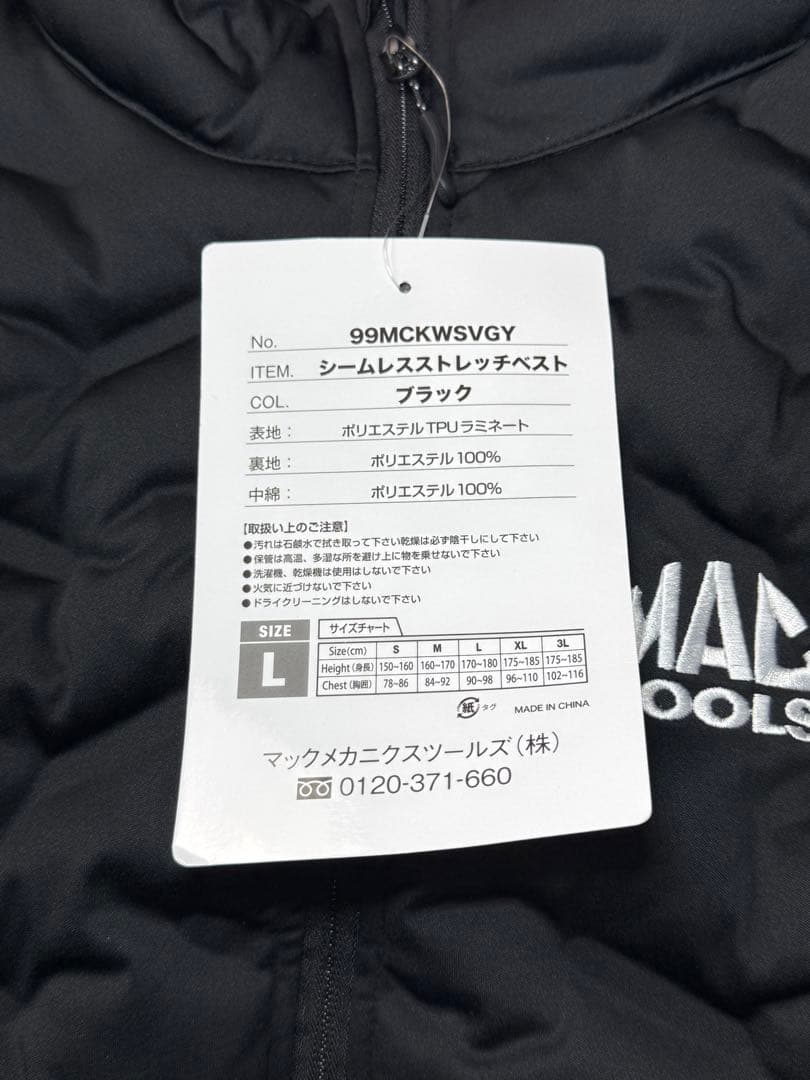 No. 99MCKWSVGY
ITEM. シームレスストレッチベスト
COL. ブラック
表地： ポリエステルTPUラミネート
裏地： ポリエステル100%
中綿： ポリエステル100%
【取扱い上のご注意】
●汚れは石鹸水で拭き取って下さい乾燥は必ず陰干しにして下さい
●保管は高温、多湿な所を避け上に物を乗せないで下さい
●洗濯機、乾燥機は使用はしないで下さい
●火気に近づけないで下さい
●ドライクリーニングはしないで下さい
SIZE
L
サイズチャート
Size(cm) S M L XL 3L
Height(身長) 150~160 160~170 170~180 175~185 175~185
Chest(胸囲) 78~86 84~92 90~98 96~110 102~116
紙 タグ MADE IN CHINA
マックメカニクスツールズ(株)
0120-371-660
MAC
OOLS